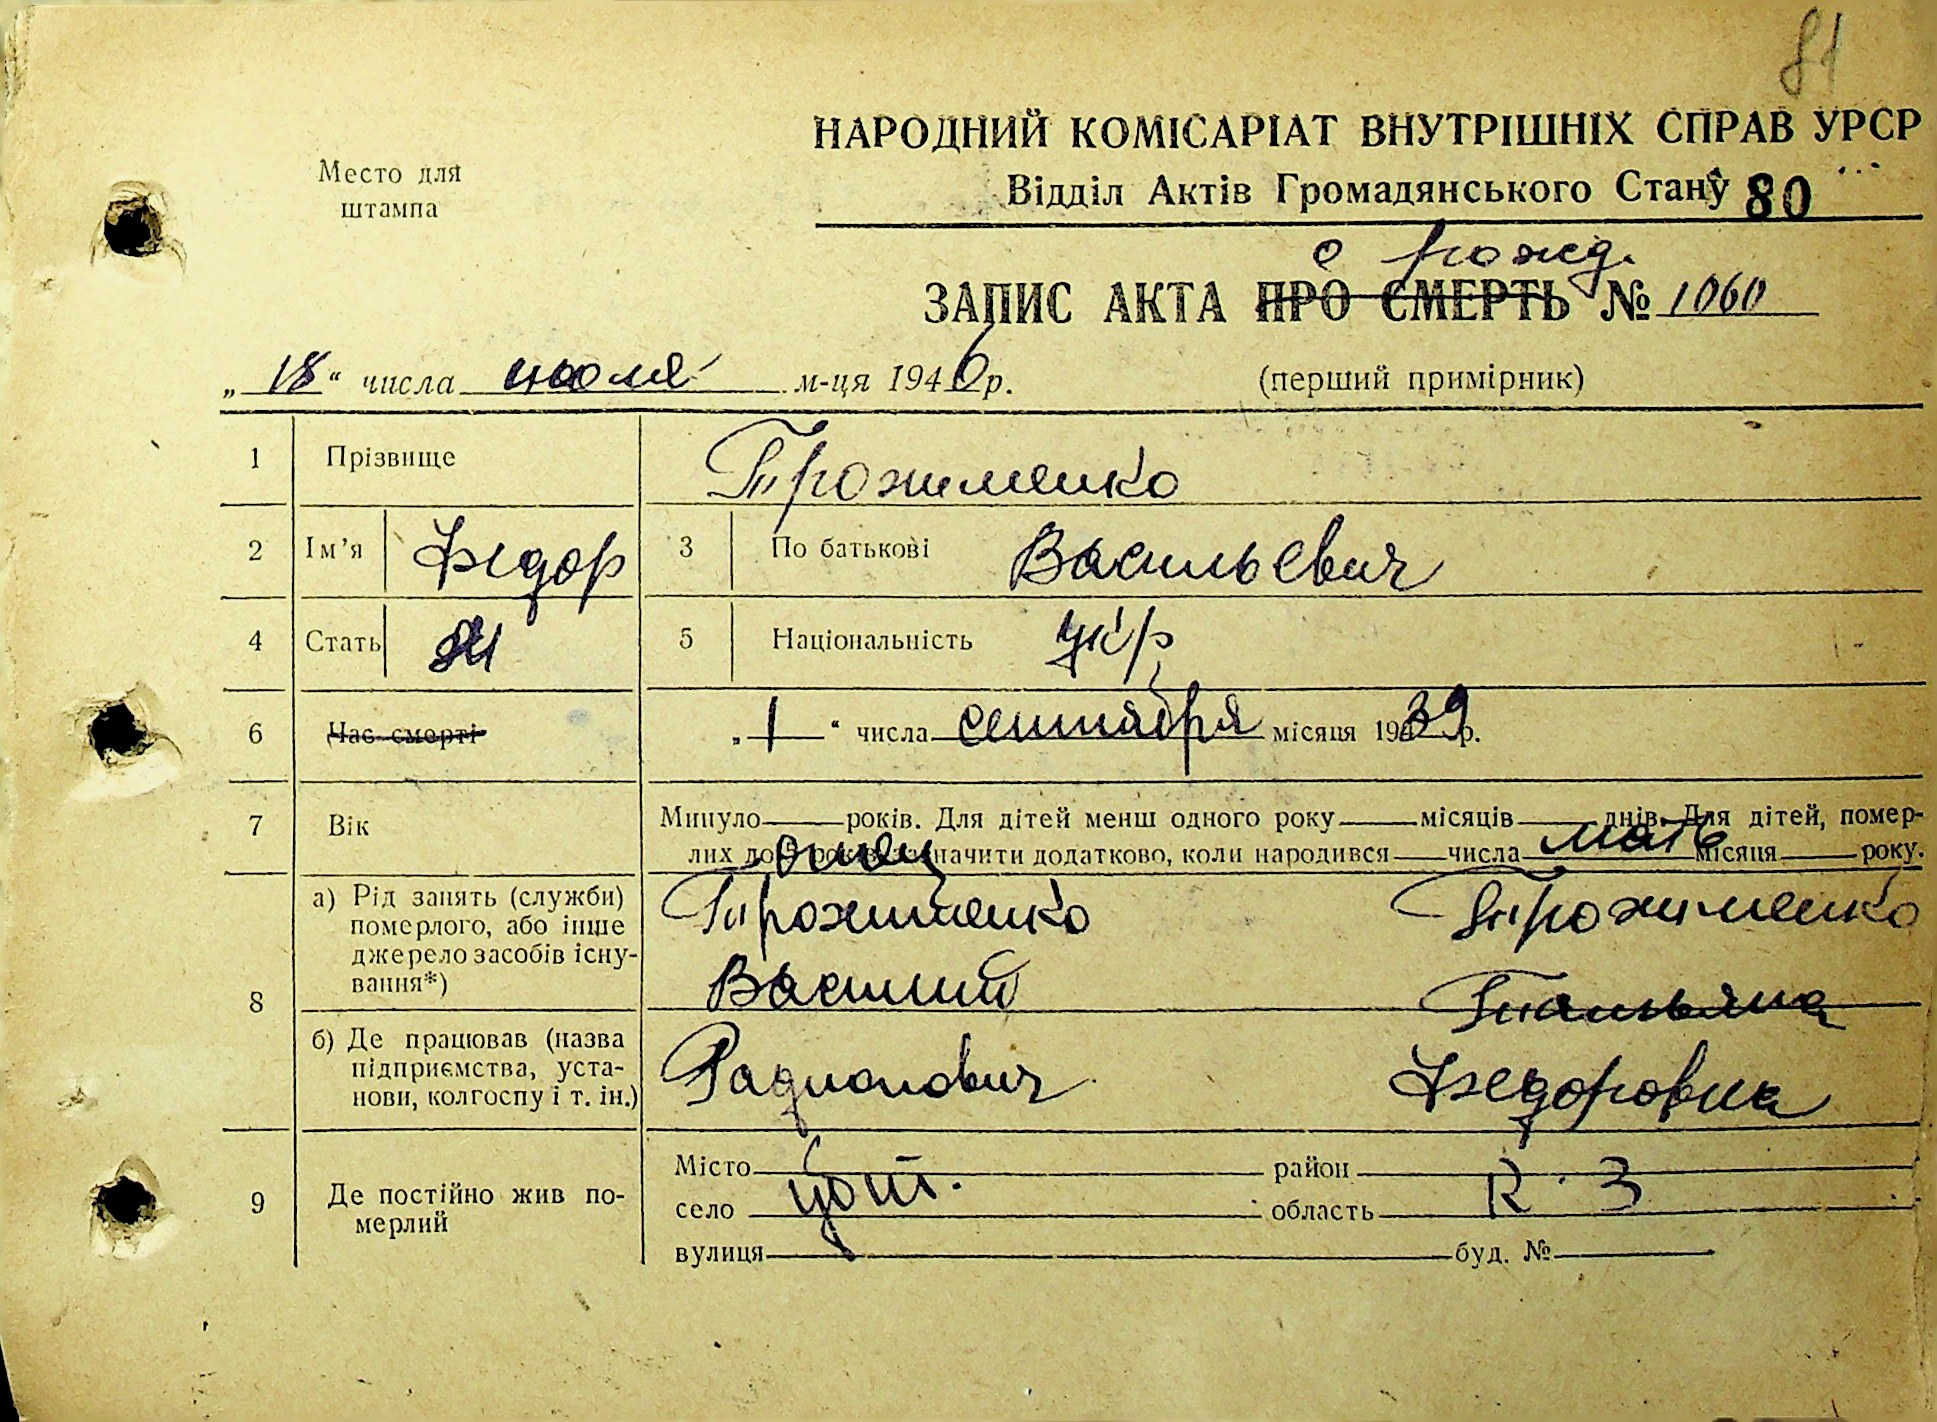 81
НАРОДНИЙ КОМІСАРІАТ ВНУТРІШНІХ СПРАВ УРСР
Место для штампа
Відділ Актів Громадянського Стану 80
о рожд.
ЗАПИС АКТА ПРО СМЕРТЬ № 1060
„ 18 “ числа июля м-ця 1946 р. (перший примірник)
1 Прізвище Трохименко
2 Ім'я Федор 3 По батькові Васильевич
4 Стать М 5 Національність укр
6 Час смерті „ 1 “ числа сентября місяця 1939 р.
7 Вік Минуло років. Для дітей менш одного року місяців днів. Для дітей, помер-
лих до 5 років, зазначити додатково, коли народився числа місяця року.
отец мать
8 а) Рід занять (служби) померлого, або інше джерело засобів існу-вання*)
Трохименко Трохименко
Василий Татьяна
б) Де працював (назва підприємства, уста-нови, колгоспу і т. ін.)
Радионович Федоровна
9 Де постійно жив по-мерлий
Місто район
село область
вулиця буд. №